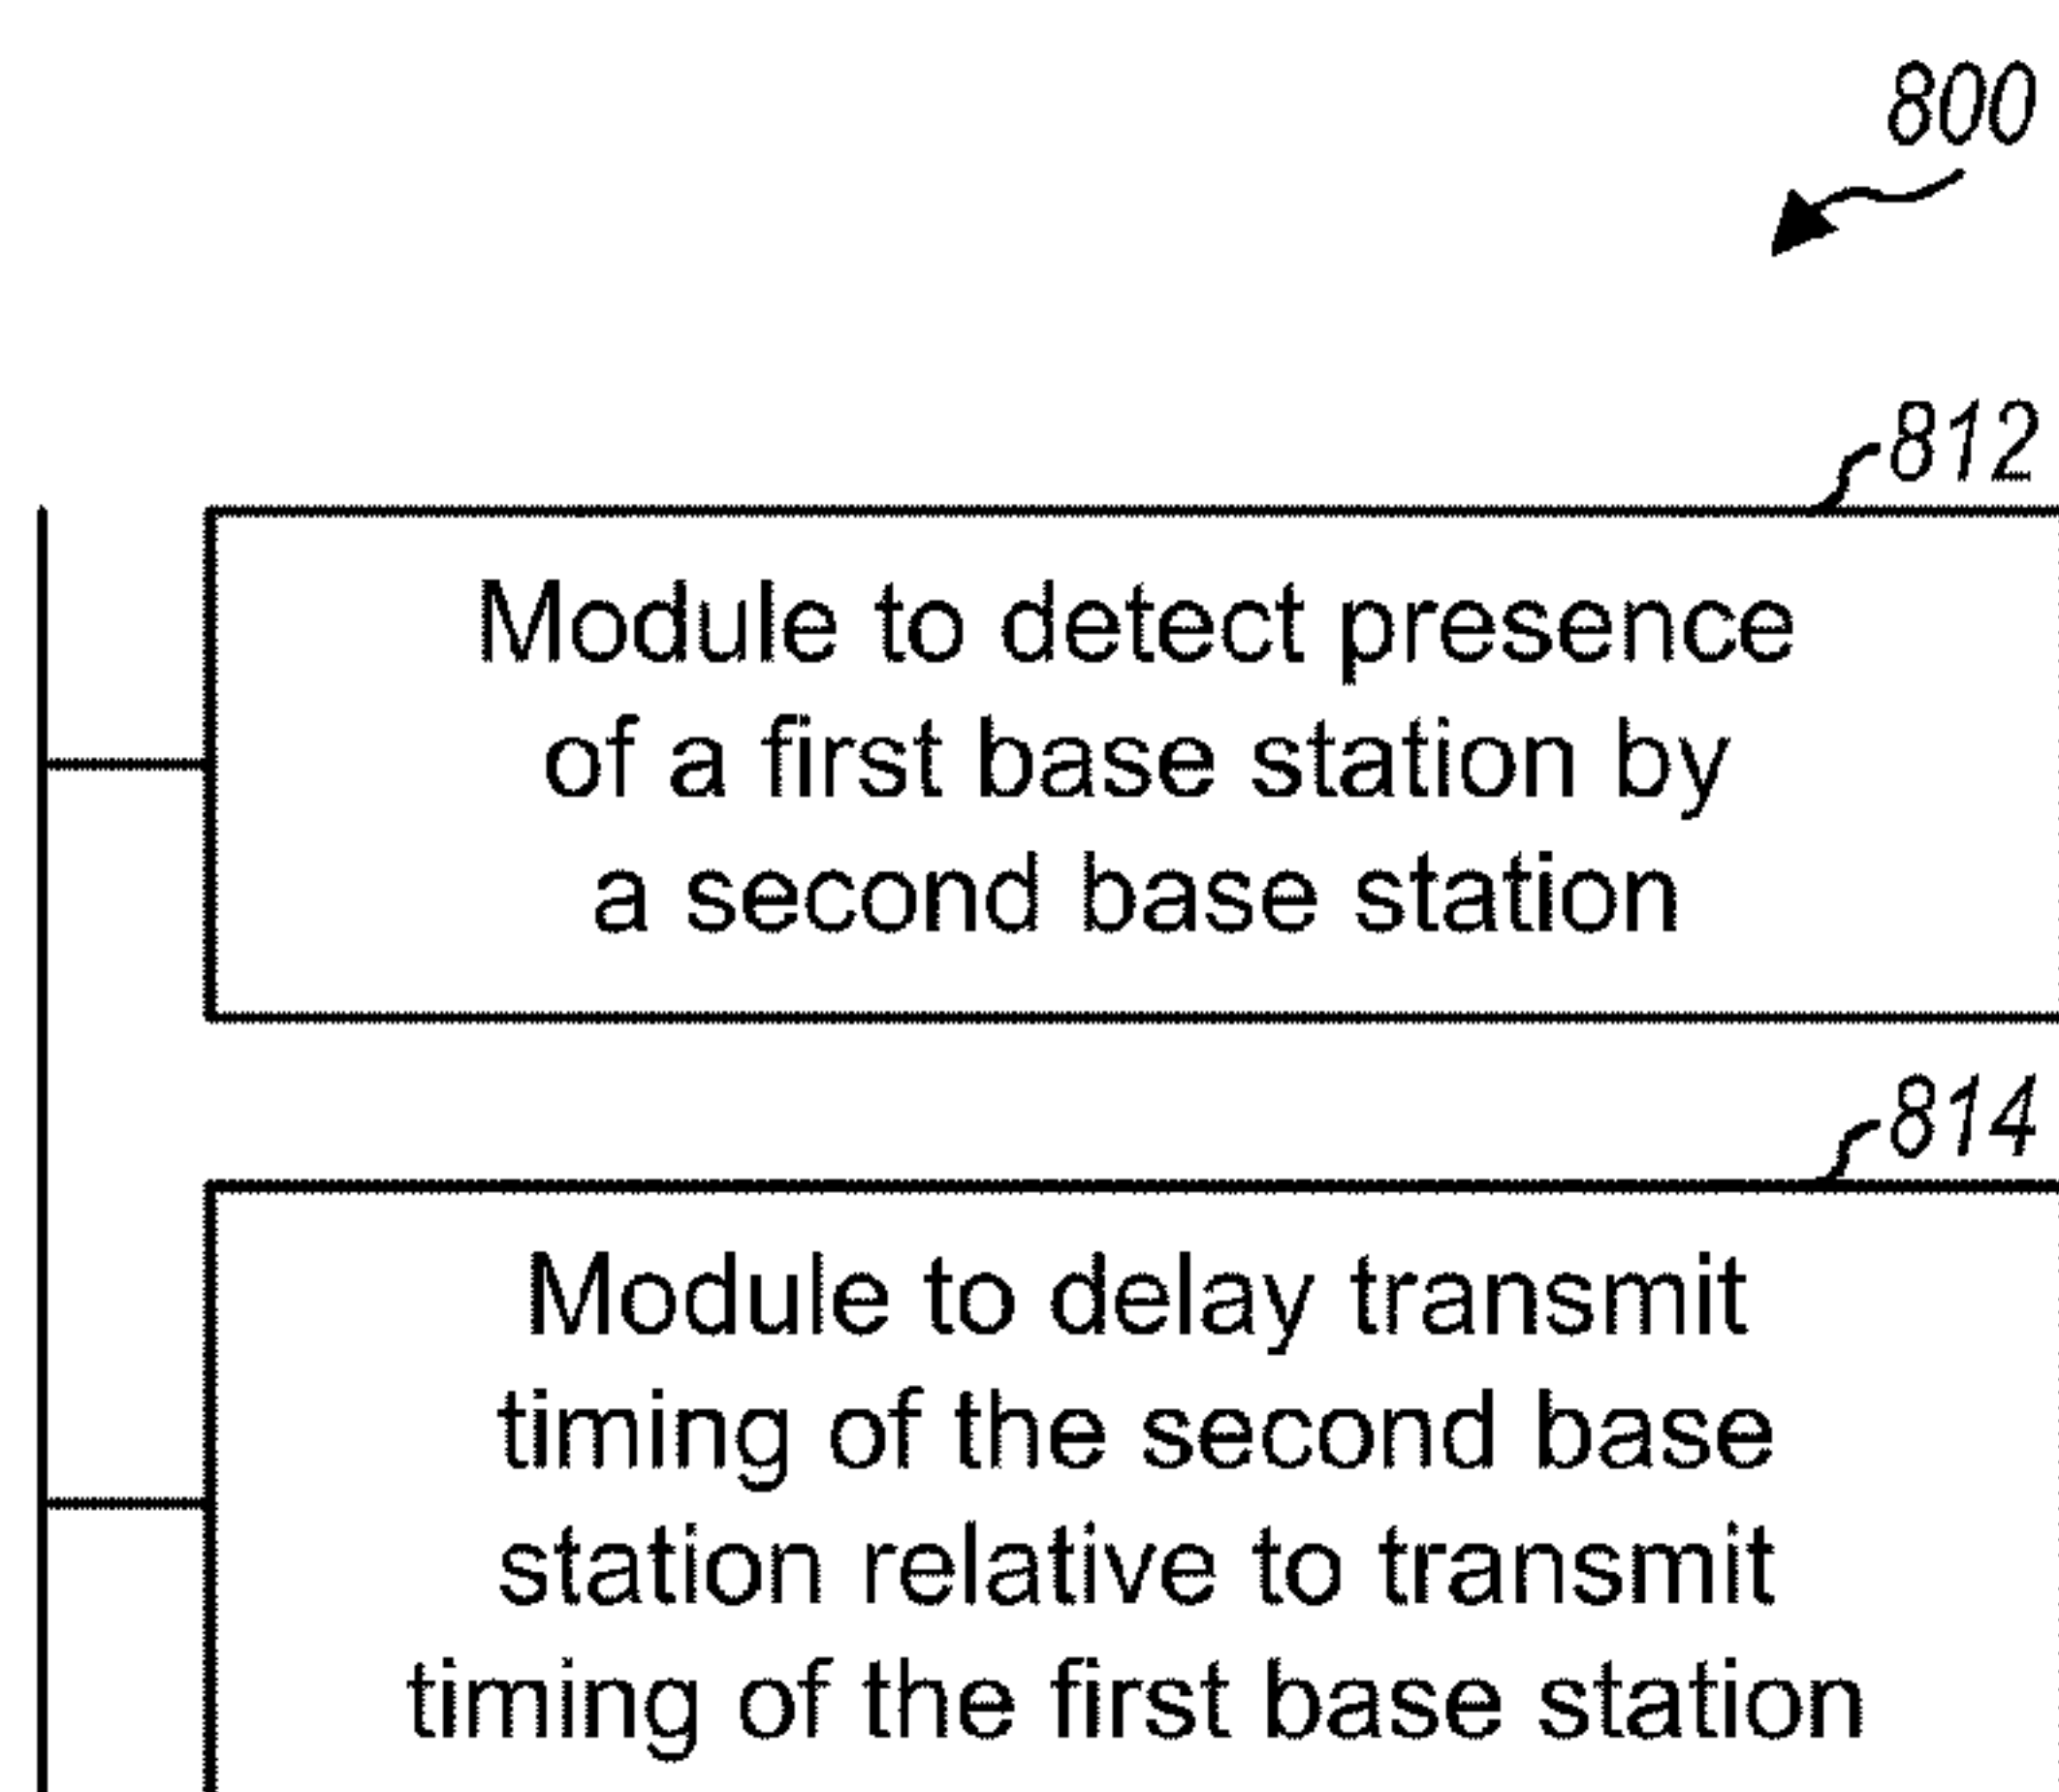 800
812
Module to detect presence
of a first base station by
a second base station
814
Module to delay transmit
timing of the second base
station relative to transmit
timing of the first base station